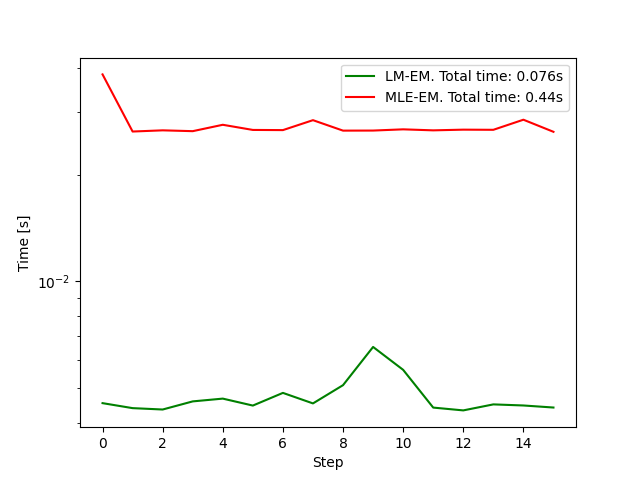 LM-EM. Total time: 0.076s
MLE-EM. Total time: 0.44s
Time [s]
10⁻²
0 2 4 6 8 10 12 14
Step